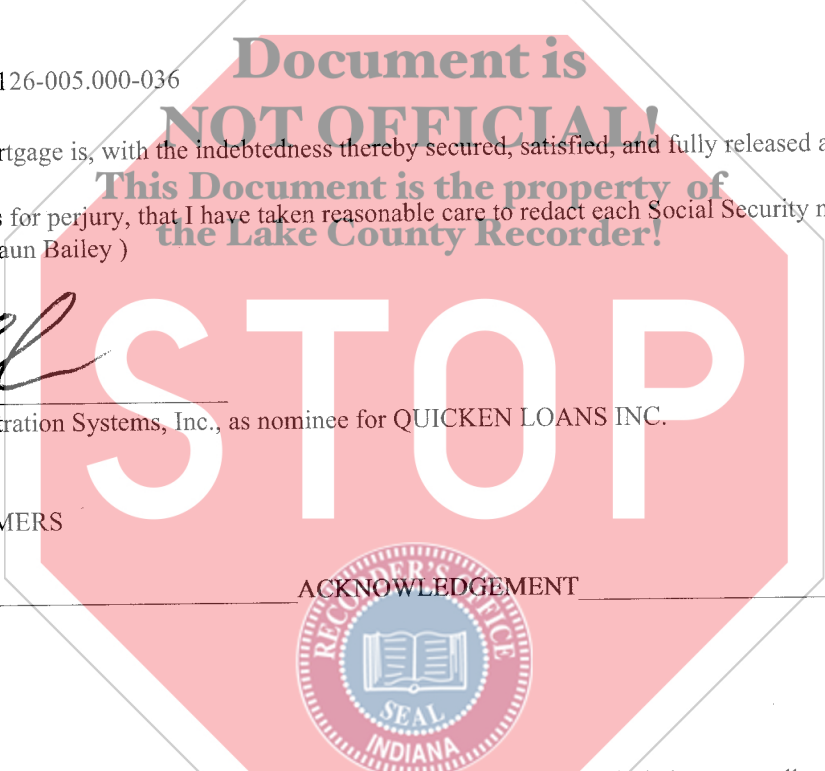 Document is
126-005.000-036
NOT OFFICIAL!
rtgage is, with the indebtedness thereby secured, satisfied, and fully released a
This Document is the property of
s for perjury, that I have taken reasonable care to redact each Social Security n
the Lake County Recorder!
aun Bailey )
STOP
tration Systems, Inc., as nominee for QUICKEN LOANS INC.
MERS
ACKNOWLEDGEMENT
RECORDER'S OFFICE
SEAL
INDIANA